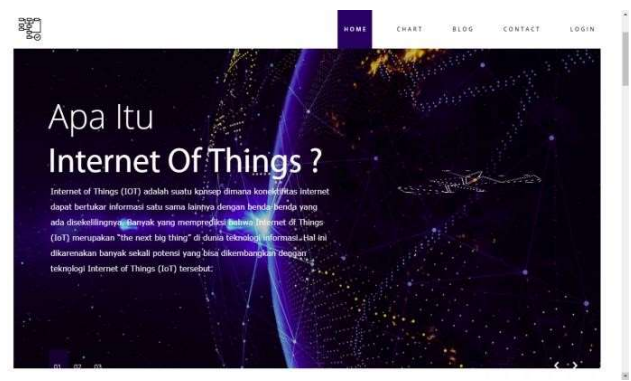 HOME CHART BLOG CONTACT LOGIN
Apa Itu
Internet Of Things ?
Internet of Things (IOT) adalah suatu konsep dimana konektifitas internet
dapat bertukar informasi satu sama lainnya dengan benda-benda yang
ada disekelilingnya. Banyak yang memprediksi bahwa Internet of Things
(IoT) merupakan "the next big thing" di dunia teknologi informasi. Hal ini
dikarenakan banyak sekali potensi yang bisa dikembangkan dengan
teknologi Internet of Things (IoT) tersebut.
01 02 03